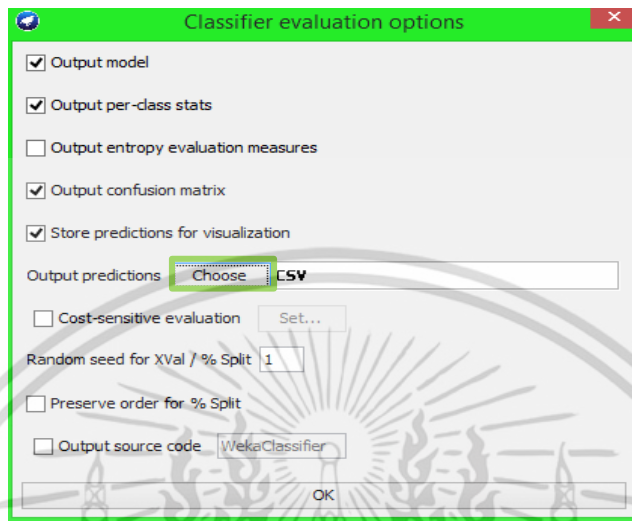 Classifier evaluation options
Output model
Output per-class stats
Output entropy evaluation measures
Output confusion matrix
Store predictions for visualization
Output predictions Choose CSV
Cost-sensitive evaluation Set...
Random seed for XVal / % Split 1
Preserve order for % Split
Output source code WekaClassifier
OK